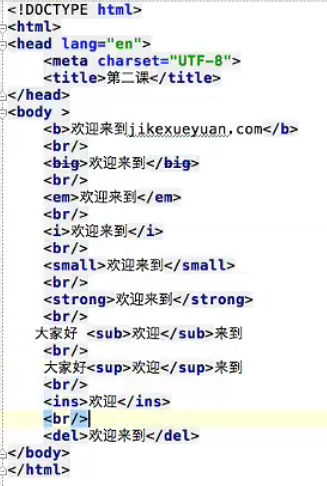 <!DOCTYPE html>
<html>
<head lang="en">
    <meta charset="UTF-8">
    <title>第二课</title>
</head>
<body >
    <b>欢迎来到jikexueyuan.com</b>
    <br/>
    <big>欢迎来到</big>
    <br/>
    <em>欢迎来到</em>
    <br/>
    <i>欢迎来到</i>
    <br/>
    <small>欢迎来到</small>
    <br/>
    <strong>欢迎来到</strong>
    <br/>
   大家好 <sub>欢迎</sub>来到
    <br/>
    大家好<sup>欢迎</sup>来到
    <br/>
    <ins>欢迎</ins>
    <br/>
    <del>欢迎来到</del>
</body>
</html>